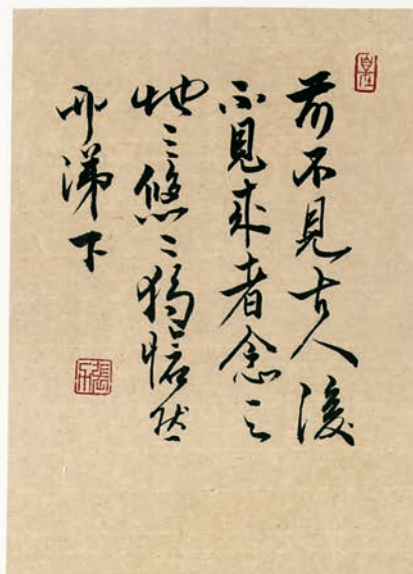 前不見古人後
不見來者念天
地之悠〻獨愴然
而涕下